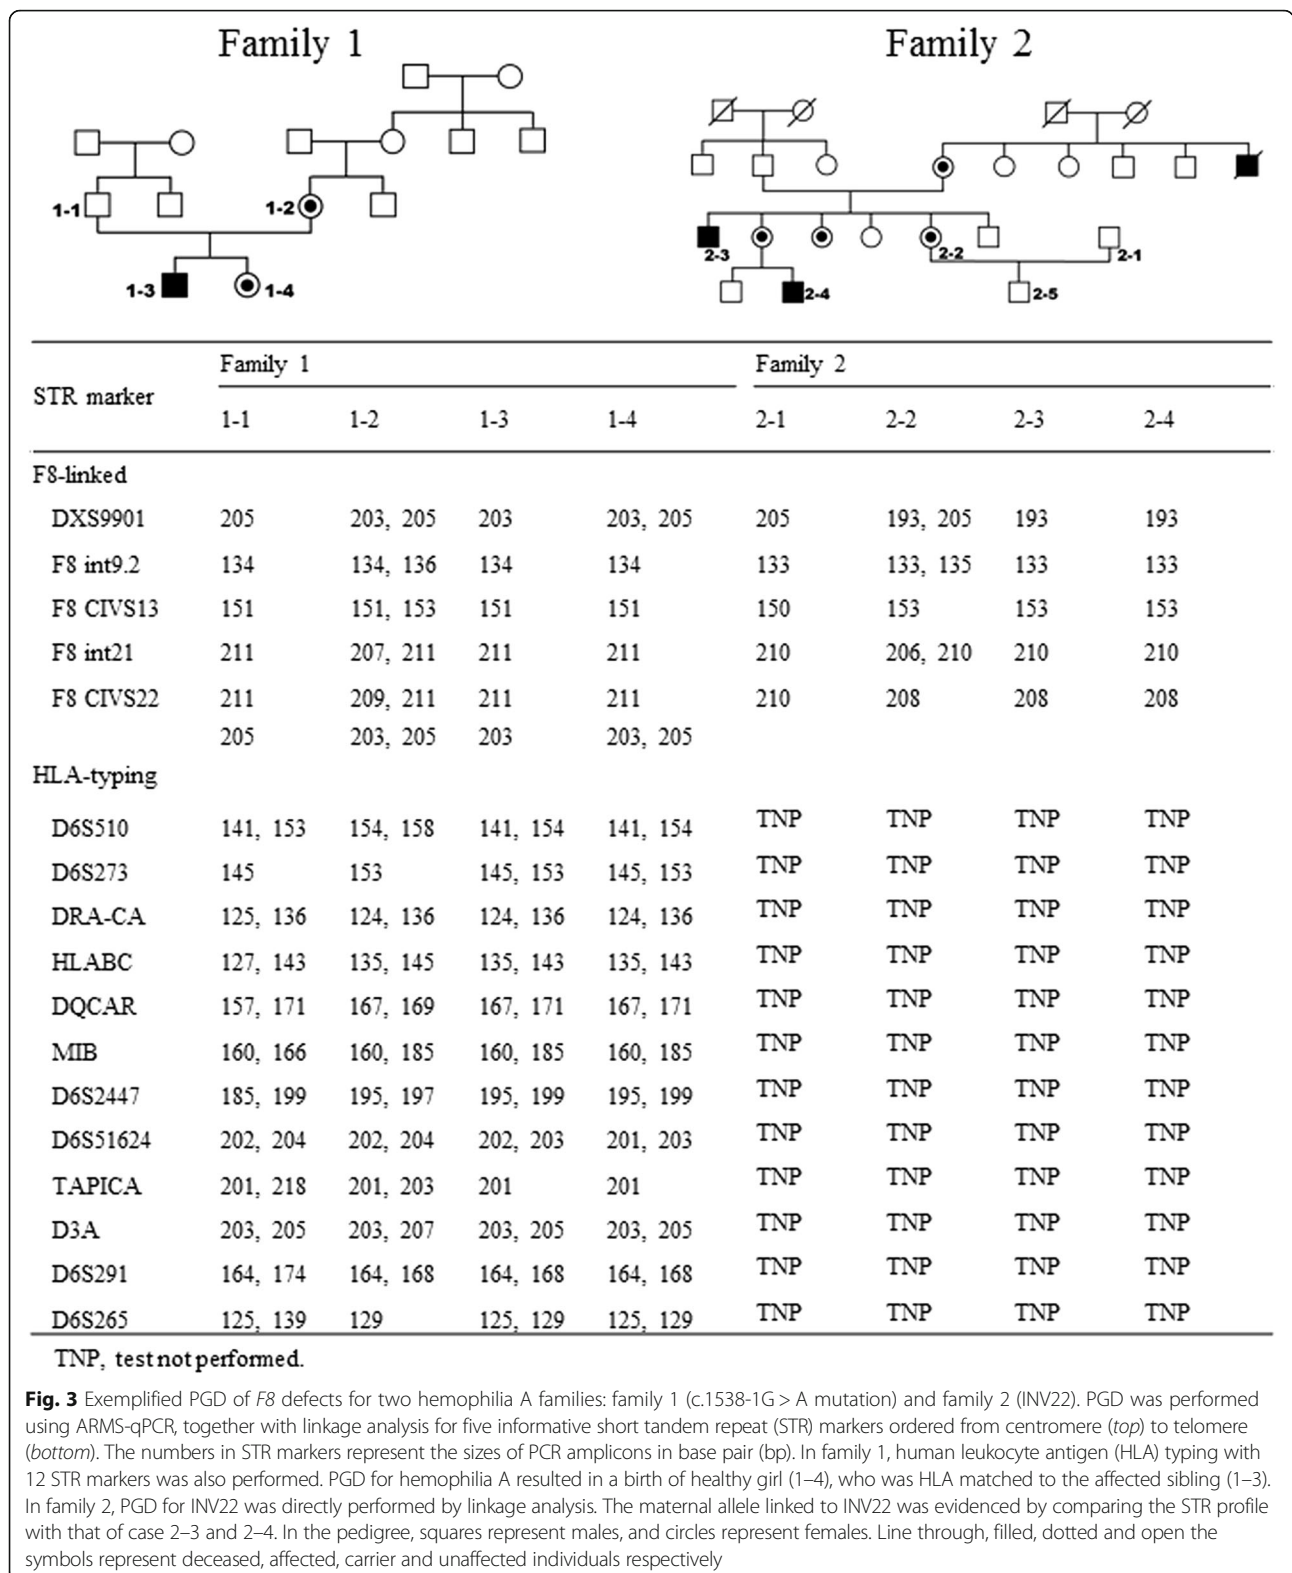 Family 1
Family 2
1-1
1-2
2-3
2-2
2-1
1-3
1-4
2-4
2-5
STR marker
Family 1
Family 2
1-1 1-2 1-3 1-4 2-1 2-2 2-3 2-4
F8-linked
DXS9901 205 203, 205 203 203, 205 205 193, 205 193 193
F8 int9.2 134 134, 136 134 134 133 133, 135 133 133
F8 CIVS13 151 151, 153 151 151 150 153 153 153
F8 int21 211 207, 211 211 211 210 206, 210 210 210
F8 CIVS22 211 209, 211 211 211 210 208 208 208
205 203, 205 203 203, 205
HLA-typing
D6S510 141, 153 154, 158 141, 154 141, 154 TNP TNP TNP TNP
D6S273 145 153 145, 153 145, 153 TNP TNP TNP TNP
DRA-CA 125, 136 124, 136 124, 136 124, 136 TNP TNP TNP TNP
HLABC 127, 143 135, 145 135, 143 135, 143 TNP TNP TNP TNP
DQCAR 157, 171 167, 169 167, 171 167, 171 TNP TNP TNP TNP
MIB 160, 166 160, 185 160, 185 160, 185 TNP TNP TNP TNP
D6S2447 185, 199 195, 197 195, 199 195, 199 TNP TNP TNP TNP
D6S51624 202, 204 202, 204 202, 203 201, 203 TNP TNP TNP TNP
TAPICA 201, 218 201, 203 201 201 TNP TNP TNP TNP
D3A 203, 205 203, 207 203, 205 203, 205 TNP TNP TNP TNP
D6S291 164, 174 164, 168 164, 168 164, 168 TNP TNP TNP TNP
D6S265 125, 139 129 125, 129 125, 129 TNP TNP TNP TNP
TNP, test not performed.
Fig. 3 Exemplified PGD of F8 defects for two hemophilia A families: family 1 (c.1538-1G > A mutation) and family 2 (INV22). PGD was performed
using ARMS-qPCR, together with linkage analysis for five informative short tandem repeat (STR) markers ordered from centromere (top) to telomere
(bottom). The numbers in STR markers represent the sizes of PCR amplicons in base pair (bp). In family 1, human leukocyte antigen (HLA) typing with
12 STR markers was also performed. PGD for hemophilia A resulted in a birth of healthy girl (1–4), who was HLA matched to the affected sibling (1–3).
In family 2, PGD for INV22 was directly performed by linkage analysis. The maternal allele linked to INV22 was evidenced by comparing the STR profile
with that of case 2–3 and 2–4. In the pedigree, squares represent males, and circles represent females. Line through, filled, dotted and open the
symbols represent deceased, affected, carrier and unaffected individuals respectively